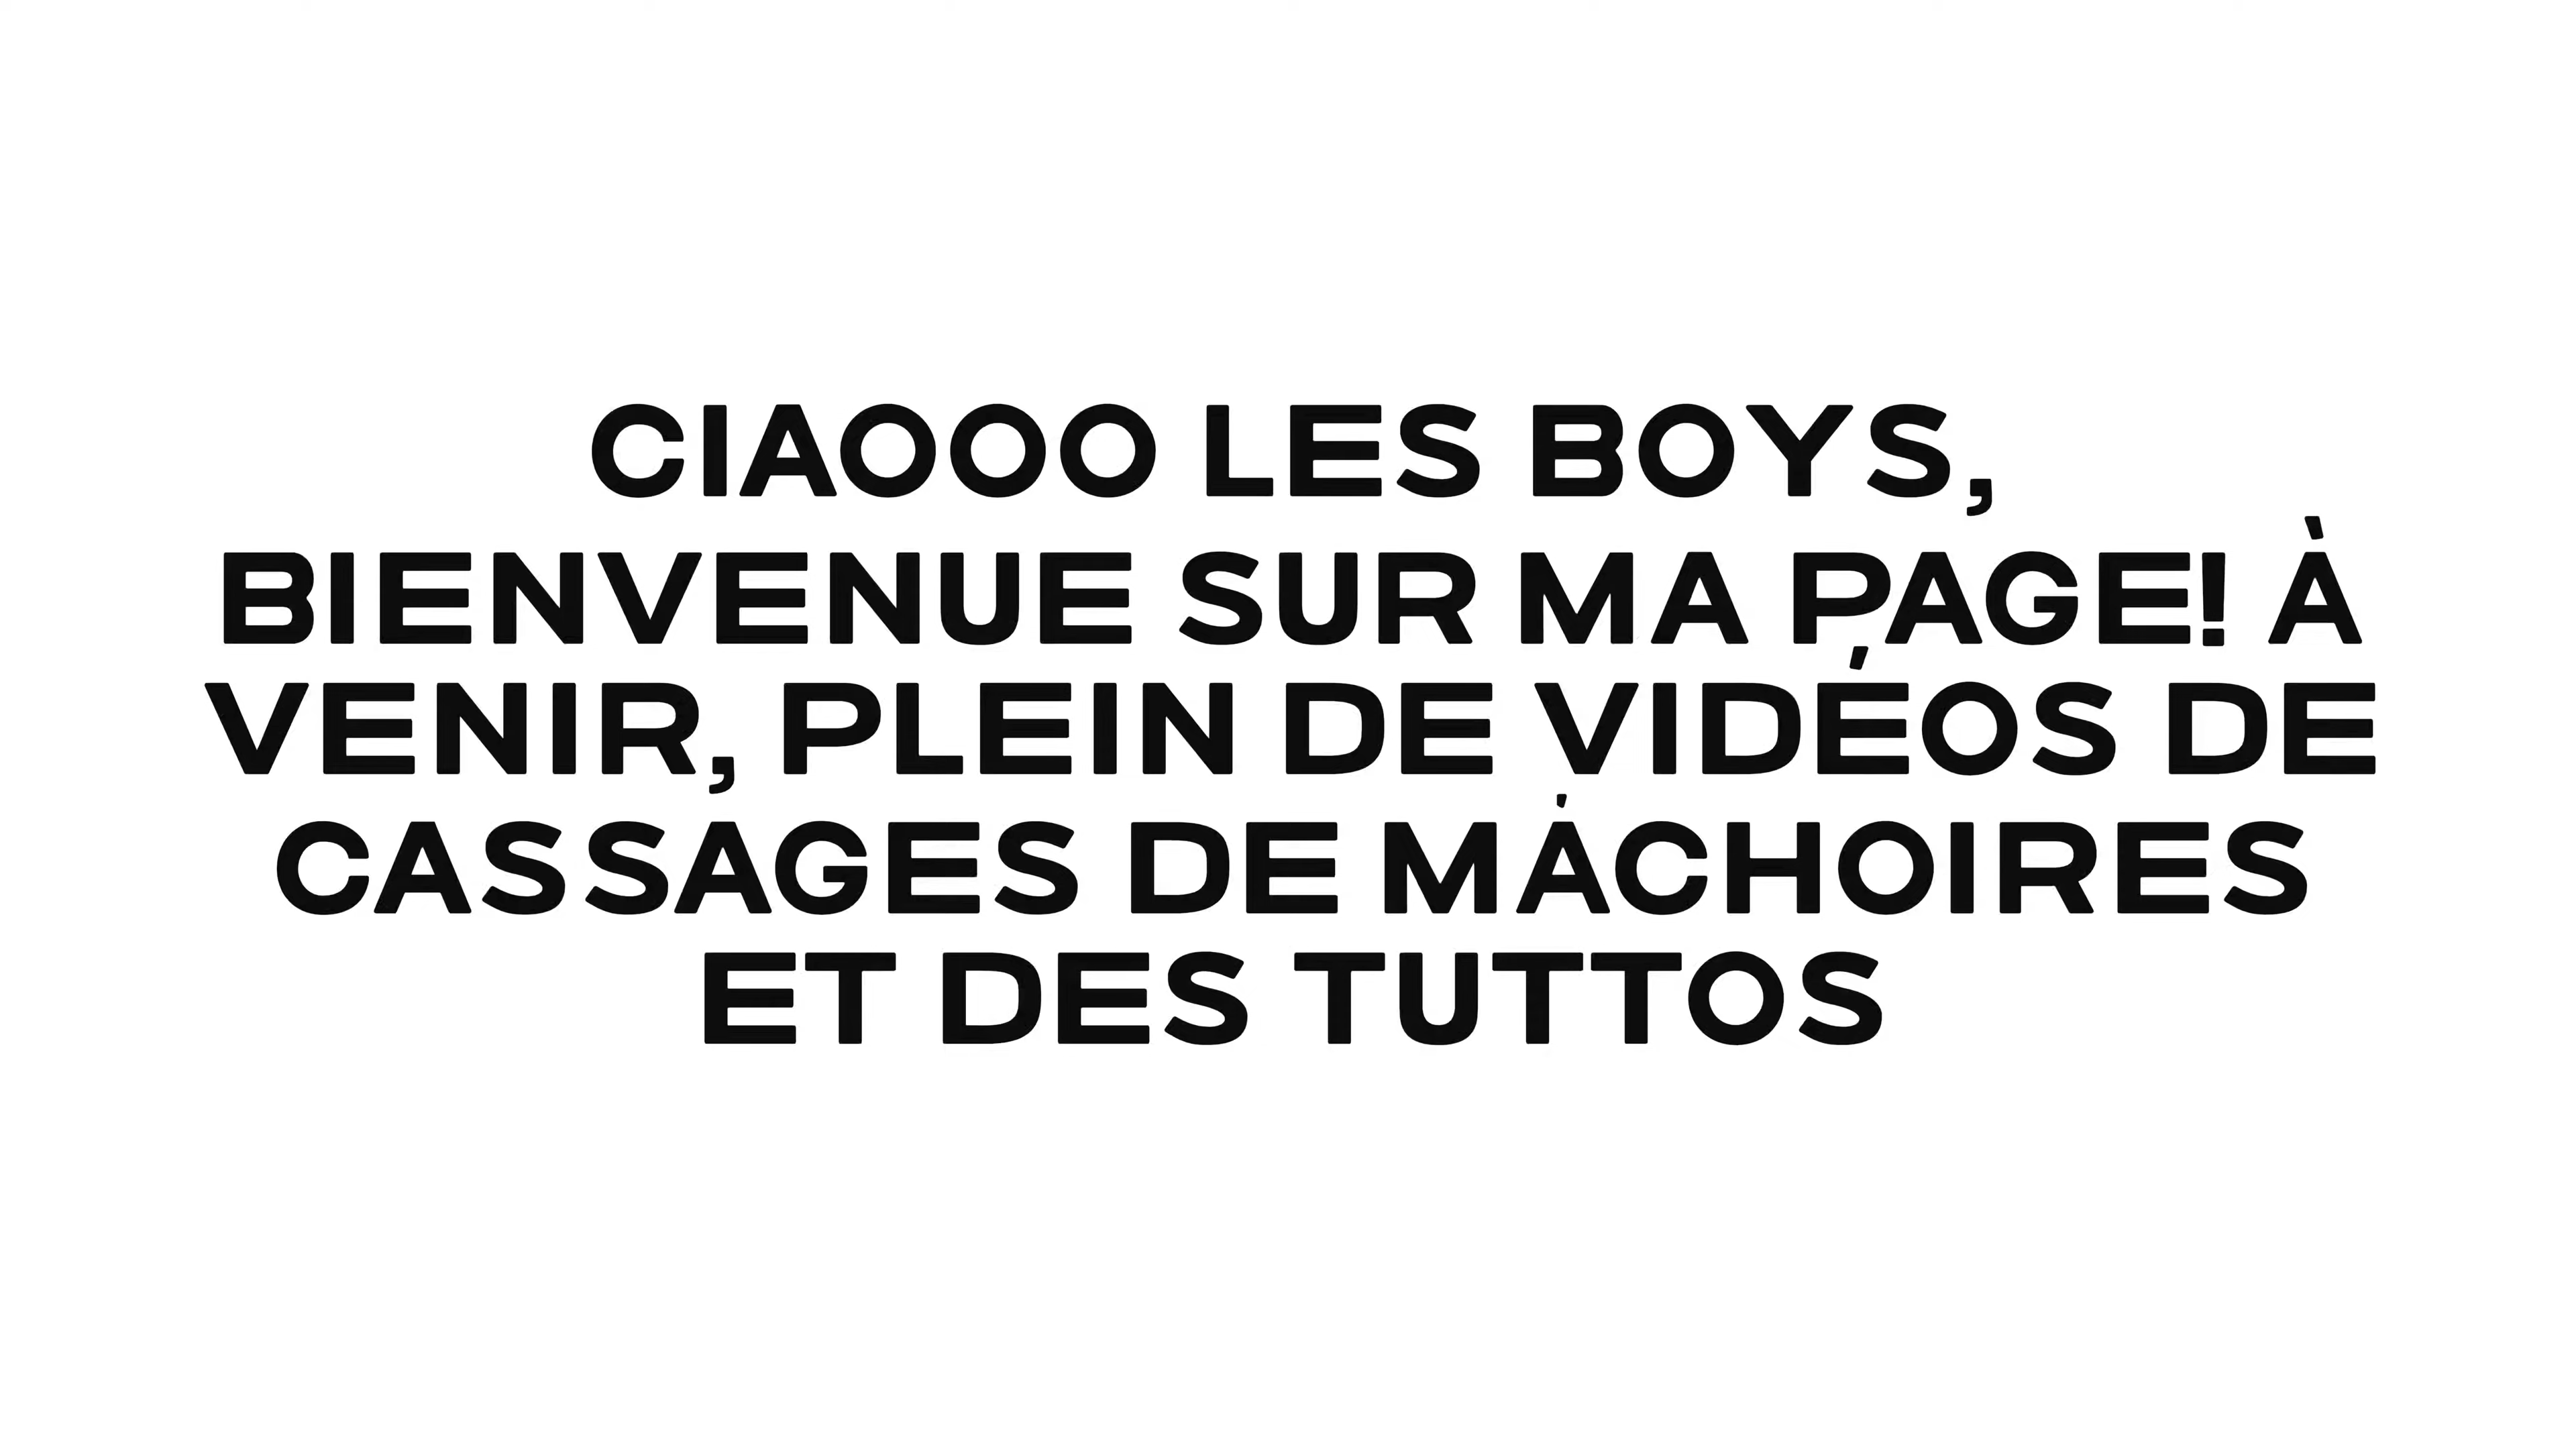 CIAOOO LES BOYS,
BIENVENUE SUR MA PAGE! À
VENIR, PLEIN DE VIDÉOS DE
CASSAGES DE MÂCHOIRES
ET DES TUTTOS